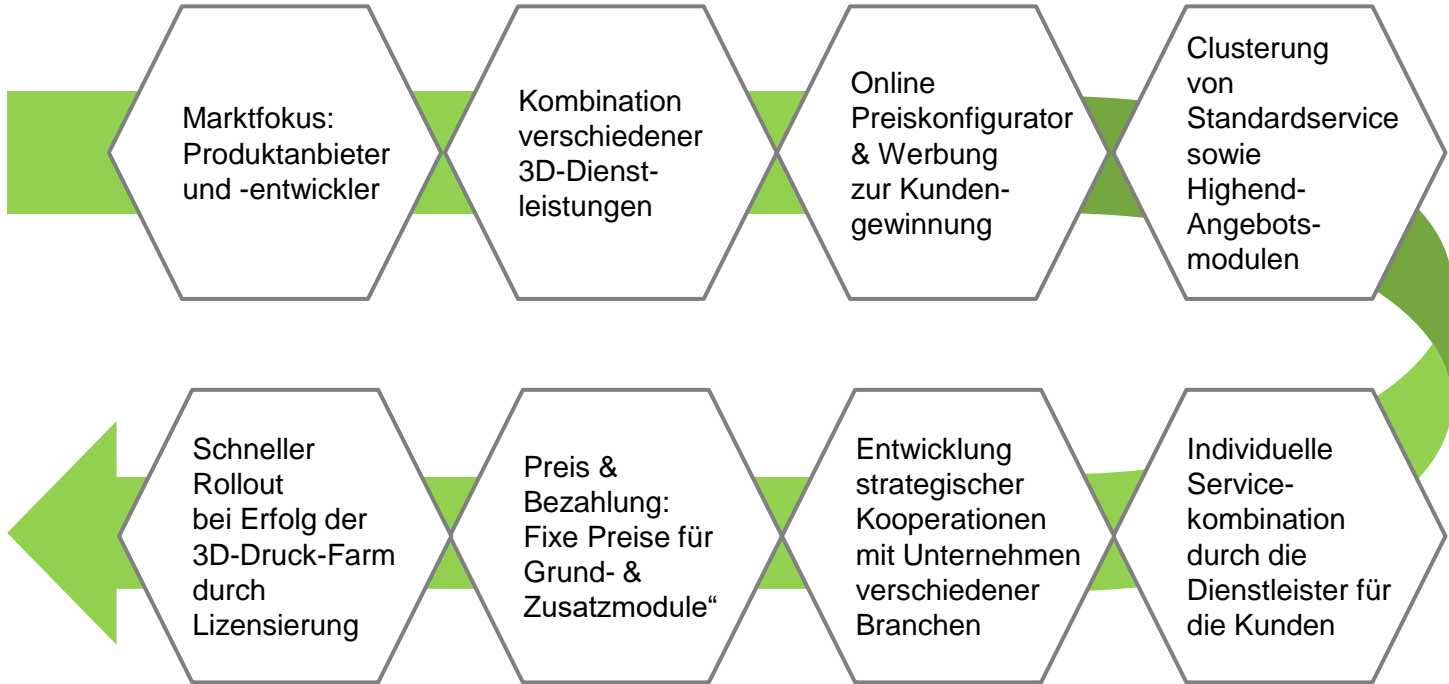 Marktfokus:
Produktanbieter
und -entwickler
Kombination
verschiedener
3D-Dienst-
leistungen
Online
Preiskonfigurator
& Werbung
zur Kunden-
gewinnung
Clusterung
von
Standardservice
sowie
Highend-
Angebots-
modulen
Individuelle
Service-
kombination
durch die
Dienstleister für
die Kunden
Entwicklung
strategischer
Kooperationen
mit Unternehmen
verschiedener
Branchen
Preis &
Bezahlung:
Fixe Preise für
Grund- &
Zusatzmodule“
Schneller
Rollout
bei Erfolg der
3D-Druck-Farm
durch
Lizensierung